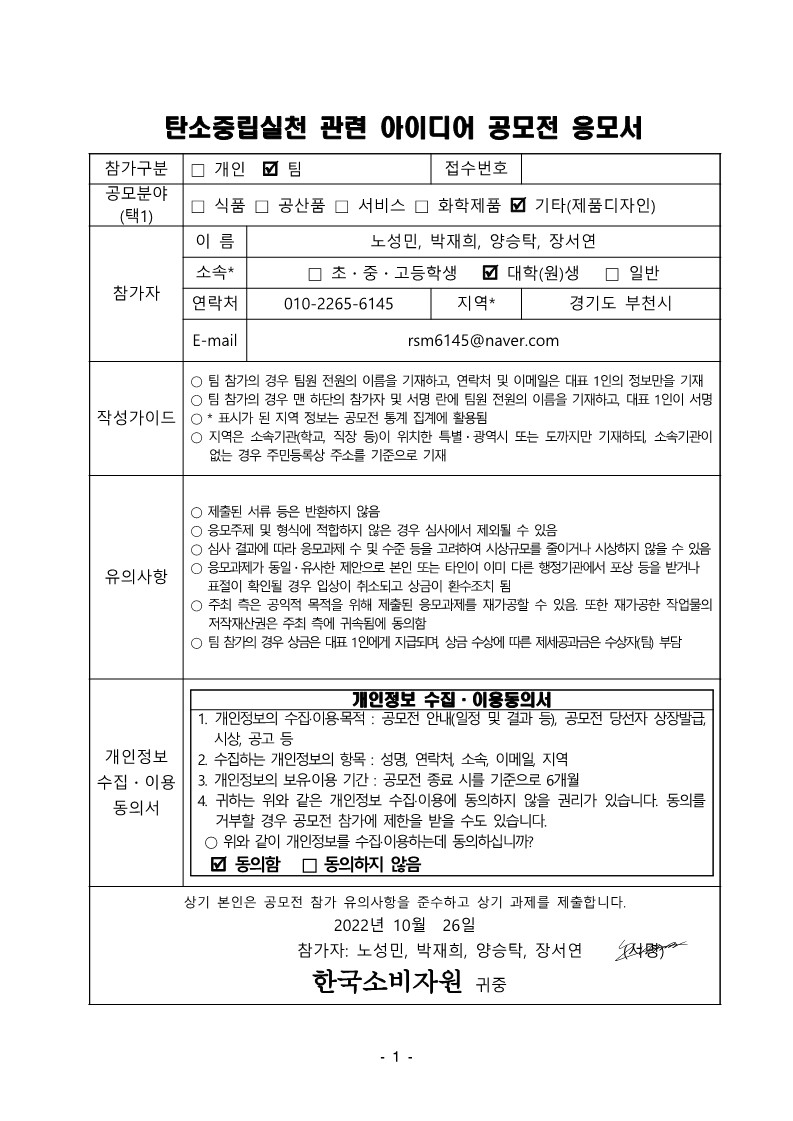 탄소중립실천 관련 아이디어 공모전 응모서
참가구분 □ 개인 ☑ 팀 접수번호
공모분야 (택1) □ 식품 □ 공산품 □ 서비스 □ 화학제품 ☑ 기타(제품디자인)
참가자
이 름 노성민, 박재희, 양승탁, 장서연
소속* □ 초·중·고등학생 ☑ 대학(원)생 □ 일반
연락처 010-2265-6145 지역* 경기도 부천시
E-mail rsm6145@naver.com
작성가이드
○ 팀 참가의 경우 팀원 전원의 이름을 기재하고, 연락처 및 이메일은 대표 1인의 정보만을 기재
○ 팀 참가의 경우 맨 하단의 참가자 및 서명 란에 팀원 전원의 이름을 기재하고, 대표 1인이 서명
○ * 표시가 된 지역 정보는 공모전 통계 집계에 활용됨
○ 지역은 소속기관(학교, 직장 등)이 위치한 특별·광역시 또는 도까지만 기재하되, 소속기관이
없는 경우 주민등록상 주소를 기준으로 기재
유의사항
○ 제출된 서류 등은 반환하지 않음
○ 응모주제 및 형식에 적합하지 않은 경우 심사에서 제외될 수 있음
○ 심사 결과에 따라 응모과제 수 및 수준 등을 고려하여 시상규모를 줄이거나 시상하지 않을 수 있음
○ 응모과제가 동일·유사한 제안으로 본인 또는 타인이 이미 다른 행정기관에서 포상 등을 받거나
표절이 확인될 경우 입상이 취소되고 상금이 환수조치 됨
○ 주최 측은 공익적 목적을 위해 제출된 응모과제를 재가공할 수 있음. 또한 재가공한 작업물의
저작재산권은 주최 측에 귀속됨에 동의함
○ 팀 참가의 경우 상금은 대표 1인에게 지급되며, 상금 수상에 따른 제세공과금은 수상자(팀) 부담
개인정보
수집·이용
동의서
개인정보 수집·이용동의서
1. 개인정보의 수집·이용·목적 : 공모전 안내(일정 및 결과 등), 공모전 당선자 상장발급,
시상, 공고 등
2. 수집하는 개인정보의 항목 : 성명, 연락처, 소속, 이메일, 지역
3. 개인정보의 보유·이용 기간 : 공모전 종료 시를 기준으로 6개월
4. 귀하는 위와 같은 개인정보 수집·이용에 동의하지 않을 권리가 있습니다. 동의를
거부할 경우 공모전 참가에 제한을 받을 수도 있습니다.
○ 위와 같이 개인정보를 수집·이용하는데 동의하십니까?
☑ 동의함 □ 동의하지 않음
상기 본인은 공모전 참가 유의사항을 준수하고 상기 과제를 제출합니다.
2022년 10월 26일
참가자: 노성민, 박재희, 양승탁, 장서연 (서명)
한국소비자원 귀중
- 1 -